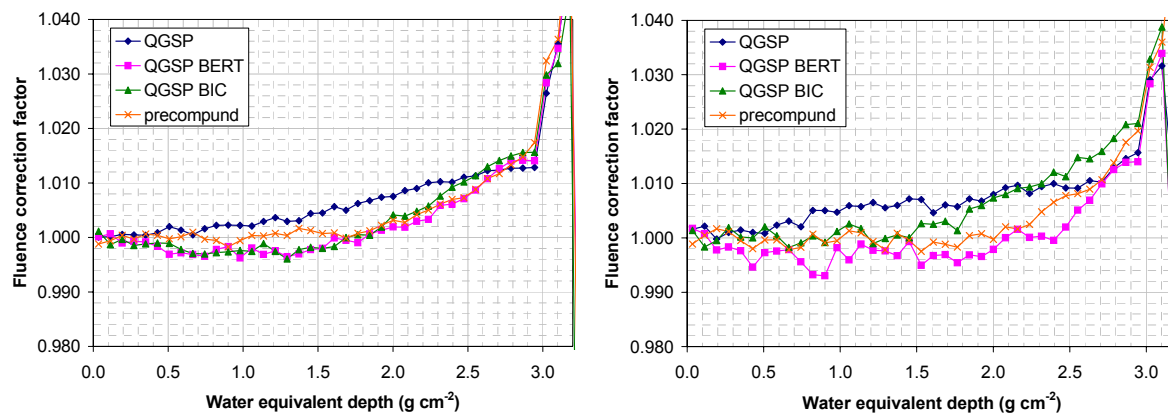 1.040
1.030
1.020
1.010
1.000
0.990
0.980
Fluence correction factor
QGSP
QGSP BERT
QGSP BIC
precompund
0.0 0.5 1.0 1.5 2.0 2.5 3.0
Water equivalent depth (g cm-2)
1.040
1.030
1.020
1.010
1.000
0.990
0.980
Fluence correction factor
QGSP
QGSP BERT
QGSP BIC
precompund
0.0 0.5 1.0 1.5 2.0 2.5 3.0
Water equivalent depth (g cm-2)